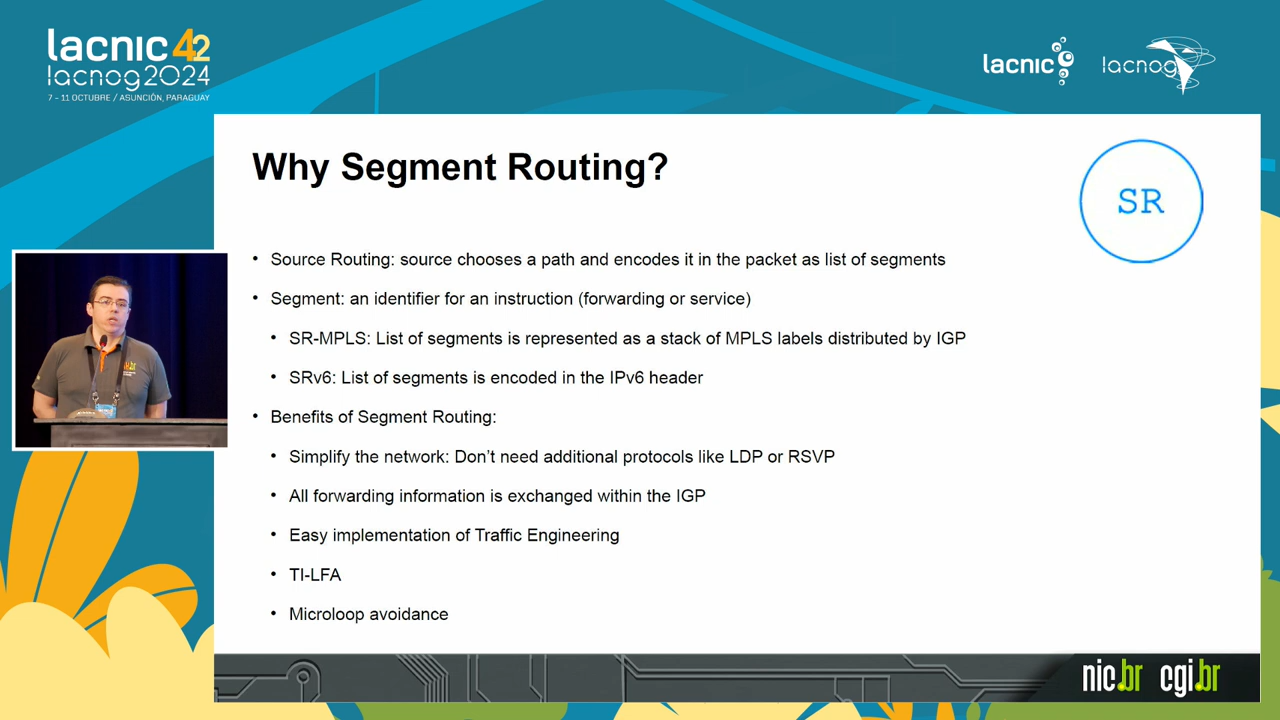 lacnic 42
lacnog2024
7 - 11 OCTUBRE / ASUNCIÓN, PARAGUAY
lacnic
lacnog
Why Segment Routing?
SR
• Source Routing: source chooses a path and encodes it in the packet as list of segments
• Segment: an identifier for an instruction (forwarding or service)
• SR-MPLS: List of segments is represented as a stack of MPLS labels distributed by IGP
• SRv6: List of segments is encoded in the IPv6 header
• Benefits of Segment Routing:
• Simplify the network: Don’t need additional protocols like LDP or RSVP
• All forwarding information is exchanged within the IGP
• Easy implementation of Traffic Engineering
• TI-LFA
• Microloop avoidance
nic.br cgi.br